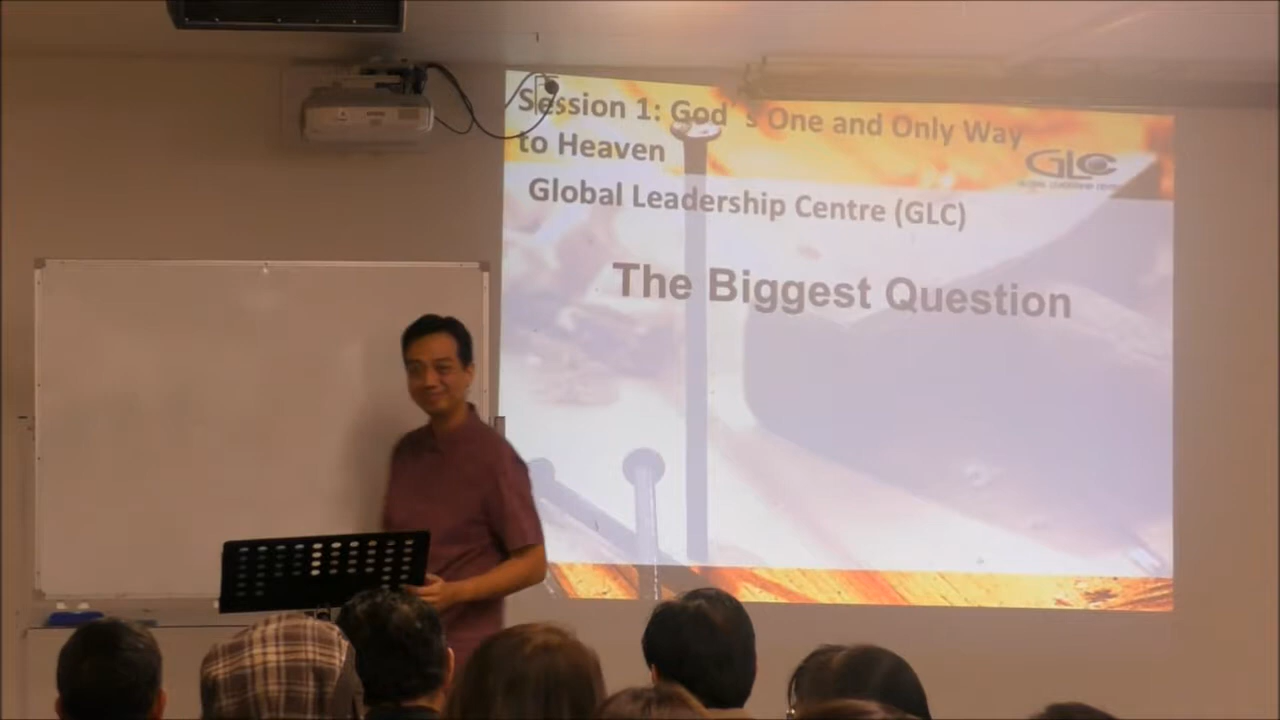 Session 1: God's One and Only Way
to Heaven
GLC
Global Leadership Centre (GLC)
The Biggest Question